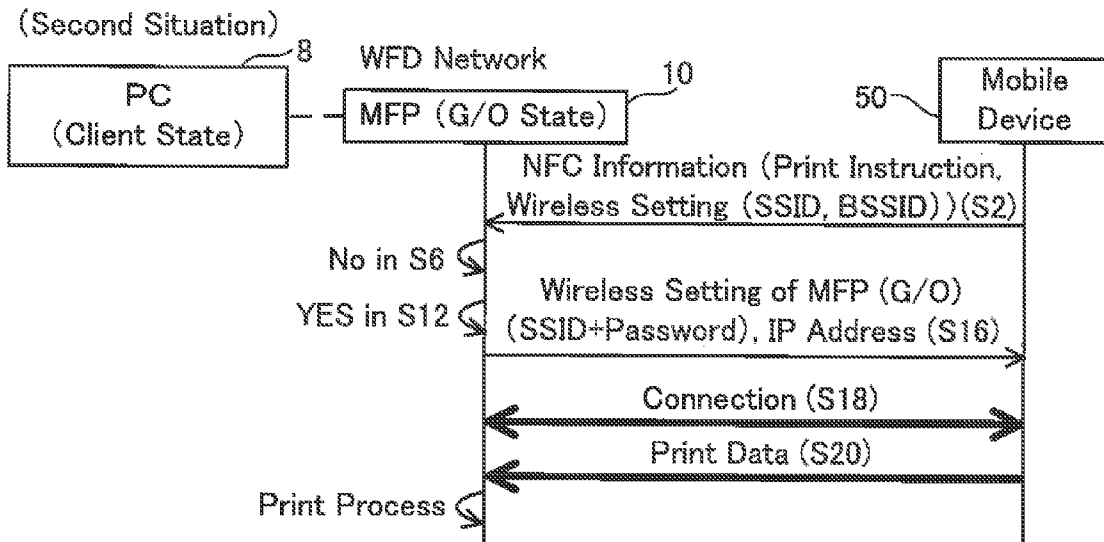 (Second Situation)
8
PC
(Client State)
WFD Network
10
MFP (G/O State)
50
Mobile
Device
NFC Information (Print Instruction,
Wireless Setting (SSID, BSSID))(S2)
No in S6
YES in S12
Wireless Setting of MFP (G/O)
(SSID+Password), IP Address (S16)
Connection (S18)
Print Data (S20)
Print Process